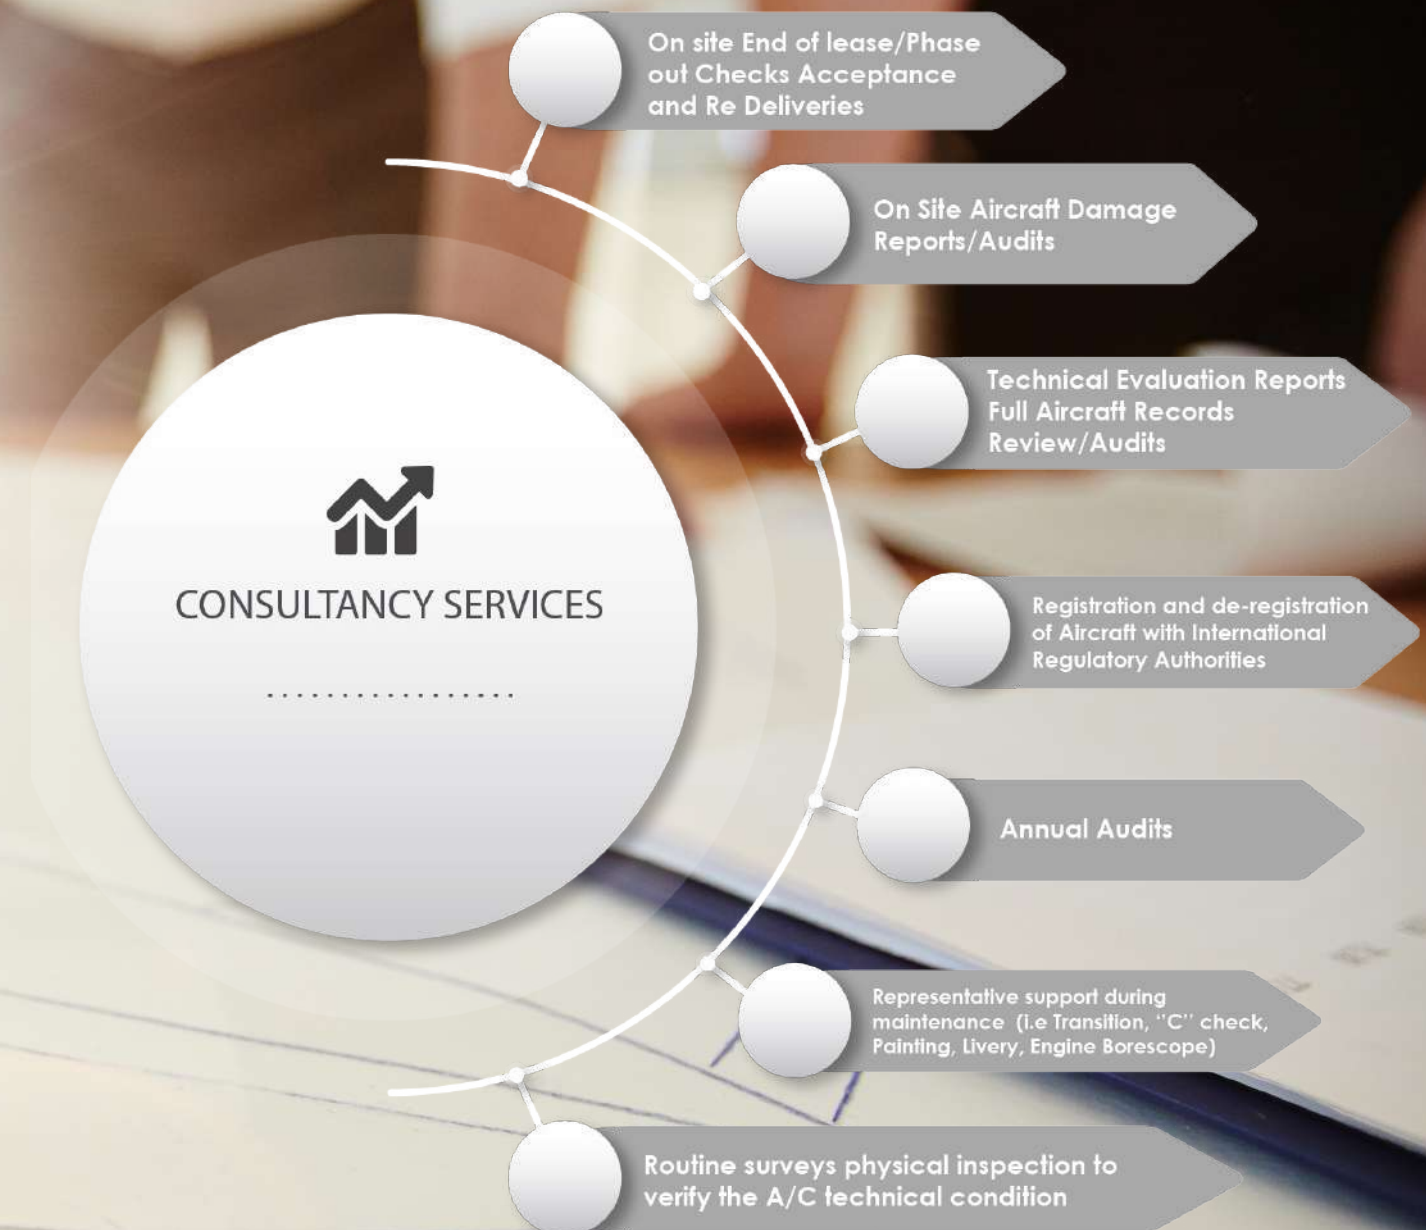 On site End of lease/Phase
out Checks Acceptance
and Re Deliveries
On Site Aircraft Damage
Reports/Audits
Technical Evaluation Reports
Full Aircraft Records
Review/Audits
CONSULTANCY SERVICES
Registration and de-registration
of Aircraft with International
Regulatory Authorities
Annual Audits
Representative support during
maintenance (i.e Transition, "C" check,
Painting, Livery, Engine Borescope)
Routine surveys physical inspection to
verify the A/C technical condition